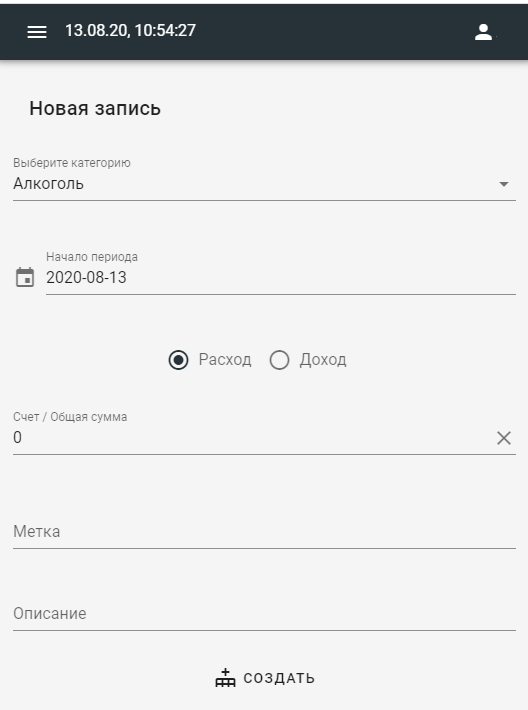 13.08.20, 10:54:27
Новая запись
Выберите категорию
Алкоголь
Начало периода
2020-08-13
Расход Доход
Счет / Общая сумма
0
Метка
Описание
СОЗДАТЬ